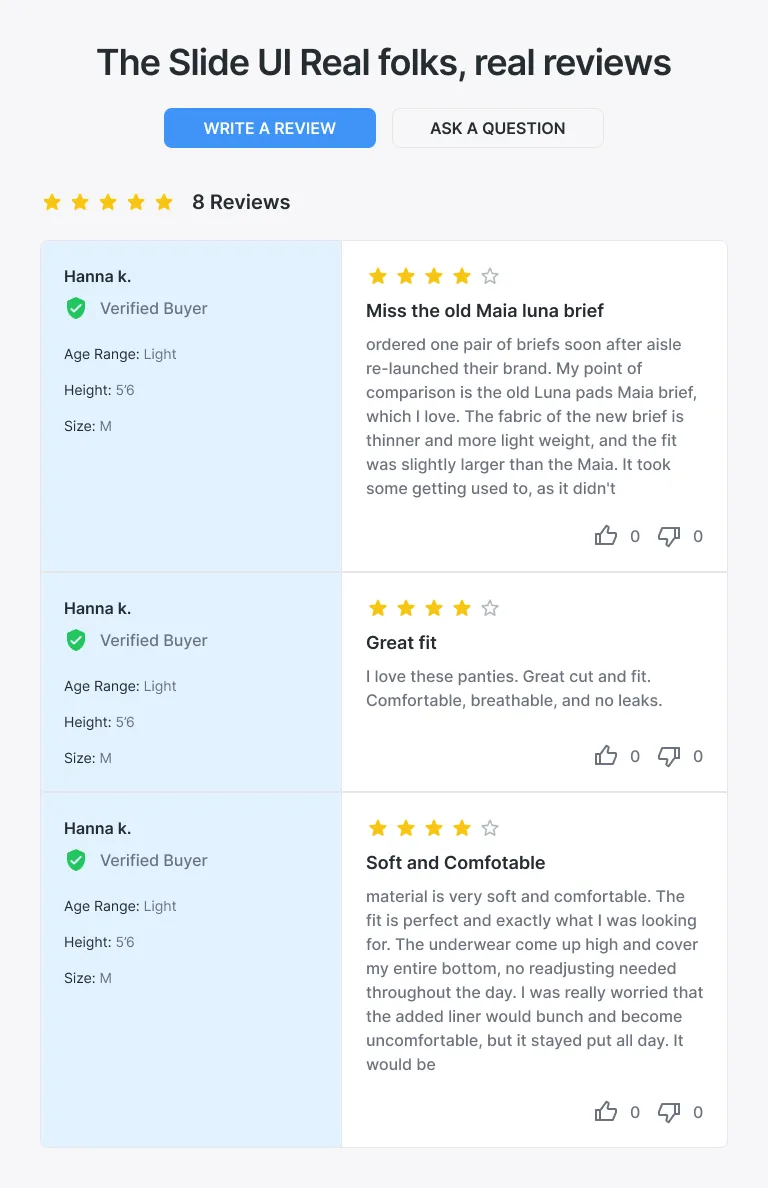 The Slide UI Real folks, real reviews
WRITE A REVIEW
ASK A QUESTION
8 Reviews
Hanna k.
Verified Buyer
Age Range: Light
Height: 5’6
Size: M
Miss the old Maia luna brief
ordered one pair of briefs soon after aisle
re-launched their brand. My point of
comparison is the old Luna pads Maia brief,
which I love. The fabric of the new brief is
thinner and more light weight, and the fit
was slightly larger than the Maia. It took
some getting used to, as it didn't
0
0
Hanna k.
Verified Buyer
Age Range: Light
Height: 5’6
Size: M
Great fit
I love these panties. Great cut and fit.
Comfortable, breathable, and no leaks.
0
0
Hanna k.
Verified Buyer
Age Range: Light
Height: 5’6
Size: M
Soft and Comfotable
material is very soft and comfortable. The
fit is perfect and exactly what I was looking
for. The underwear come up high and cover
my entire bottom, no readjusting needed
throughout the day. I was really worried that
the added liner would bunch and become
uncomfortable, but it stayed put all day. It
would be
0
0